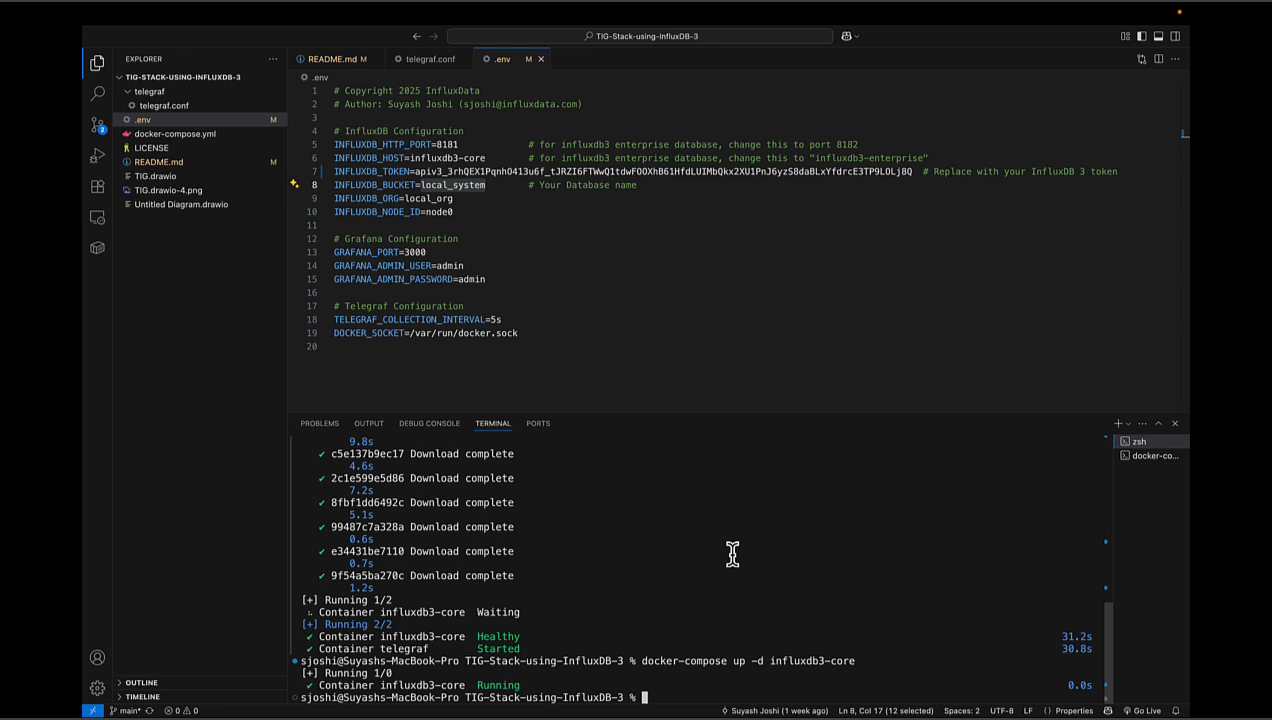 TIG-Stack-using-InfluxDB-3
EXPLORER
TIG-STACK-USING-INFLUXDB-3
telegraf
telegraf.conf
.env M
docker-compose.yml
LICENSE
README.md M
TIG.drawio
TIG.drawio-4.png
Untitled Diagram.drawio
OUTLINE
TIMELINE
2
README.md M telegraf.conf .env M
.env
1 # Copyright 2025 InfluxData
2 # Author: Suyash Joshi (sjoshi@influxdata.com)
3
4 # InfluxDB Configuration
5 INFLUXDB_HTTP_PORT=8181 # for influxdb3 enterprise database, change this to port 8182
6 INFLUXDB_HOST=influxdb3-core # for influxdb3 enterprise database, change this to "influxdb3-enterprise"
7 INFLUXDB_TOKEN=apiv3_3rhQEX1PqnhO413u6f_tJRZI6FTWwQ1tdwFOOXhB61HfdLUIMbQkx2XU1PnJ6yzS8daBLxYfdrcE3TP9LOLj8Q # Replace with your InfluxDB 3 token
8 INFLUXDB_BUCKET=local_system # Your Database name
9 INFLUXDB_ORG=local_org
10 INFLUXDB_NODE_ID=node0
11
12 # Grafana Configuration
13 GRAFANA_PORT=3000
14 GRAFANA_ADMIN_USER=admin
15 GRAFANA_ADMIN_PASSWORD=admin
16
17 # Telegraf Configuration
18 TELEGRAF_COLLECTION_INTERVAL=5s
19 DOCKER_SOCKET=/var/run/docker.sock
20
PROBLEMS OUTPUT DEBUG CONSOLE TERMINAL PORTS
9.8s
✔ c5e137b9ec17 Download complete
4.6s
✔ 2c1e599e5d86 Download complete
7.2s
✔ 8fbf1dd6492c Download complete
5.1s
✔ 99487c7a328a Download complete
0.6s
✔ e34431be7110 Download complete
0.7s
✔ 9f54a5ba270c Download complete
1.2s
[+] Running 1/2
Container influxdb3-core Waiting
[+] Running 2/2
✔ Container influxdb3-core Healthy 31.2s
✔ Container telegraf Started 30.8s
sjoshi@Suyashs-MacBook-Pro TIG-Stack-using-InfluxDB-3 % docker-compose up -d influxdb3-core
[+] Running 1/0
✔ Container influxdb3-core Running 0.0s
sjoshi@Suyashs-MacBook-Pro TIG-Stack-using-InfluxDB-3 %
zsh
docker-co...
main* 0 0 Suyash Joshi (1 week ago) Ln 8, Col 17 (12 selected) Spaces: 2 UTF-8 LF {} Properties Go Live